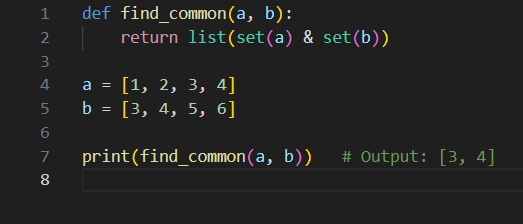 1 def find_common(a, b):
2     return list(set(a) & set(b))
3
4 a = [1, 2, 3, 4]
5 b = [3, 4, 5, 6]
6
7 print(find_common(a, b))   # Output: [3, 4]
8